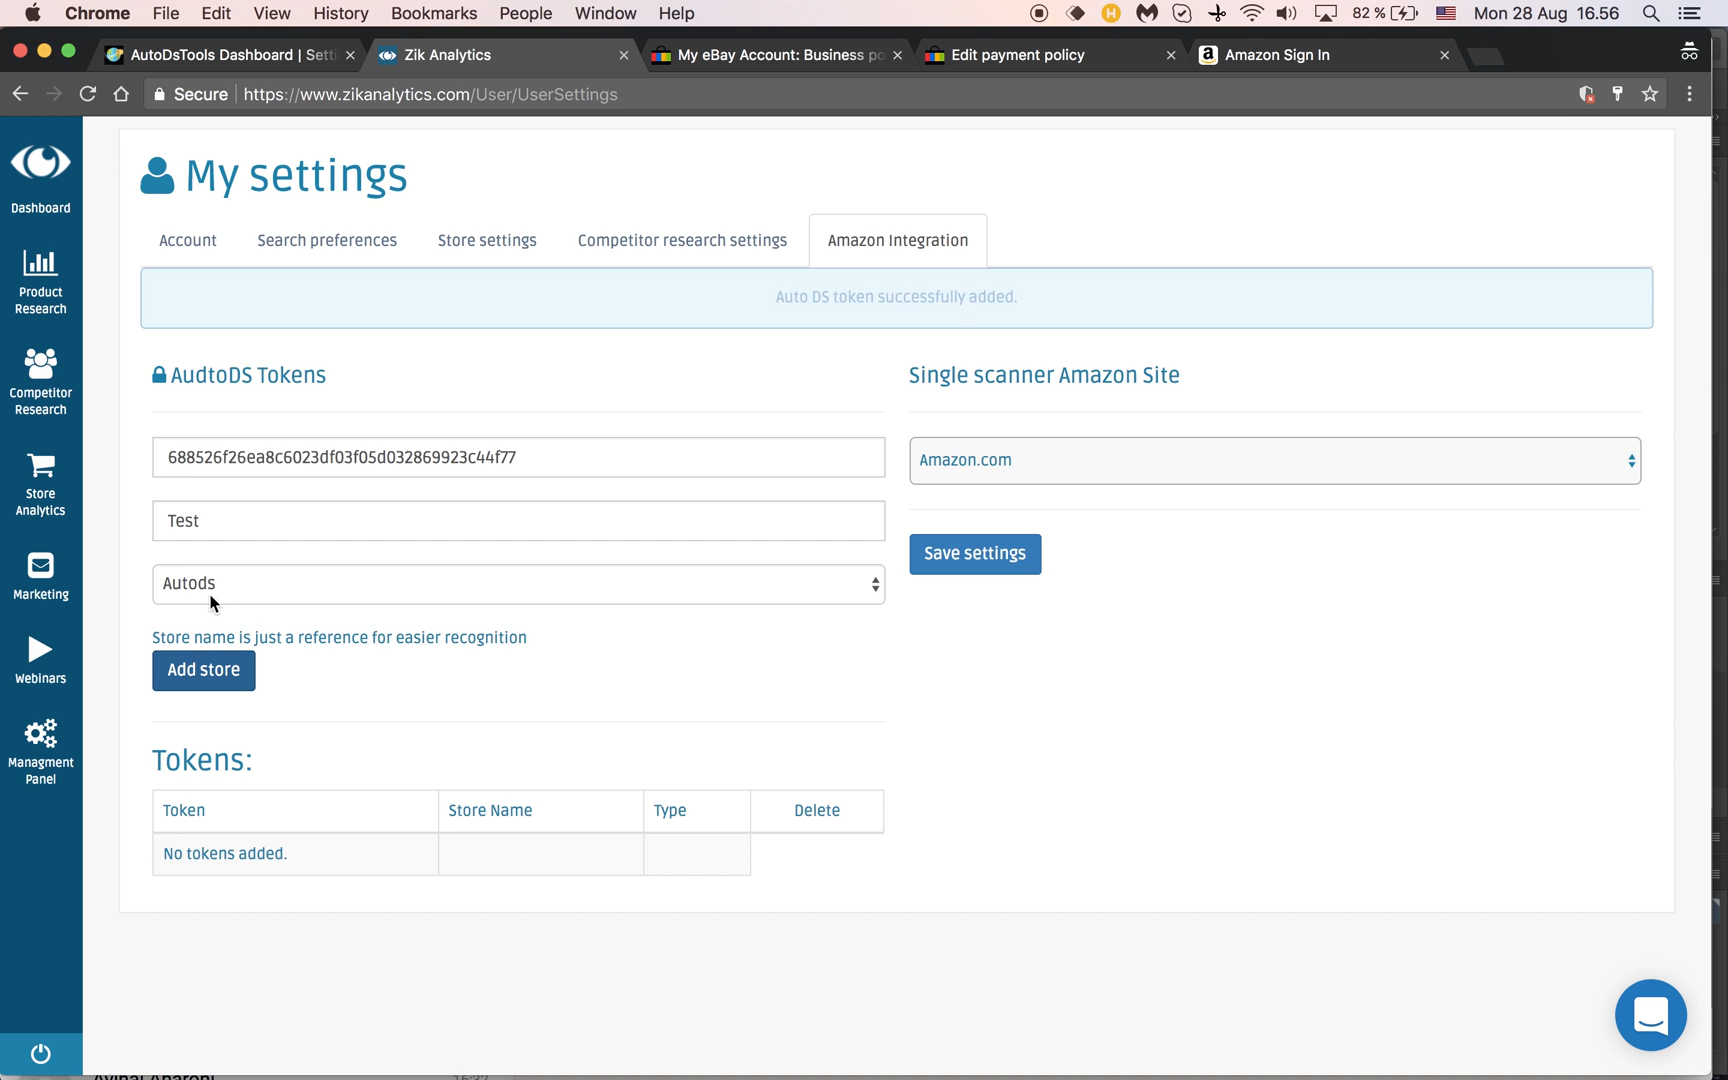 Chrome File Edit View History Bookmarks People Window Help 82 % Mon 28 Aug 16.56
AutoDsTools Dashboard | Setti Zik Analytics My eBay Account: Business po Edit payment policy Amazon Sign In
Secure https://www.zikanalytics.com/User/UserSettings
Dashboard
Product
Research
Competitor
Research
Store
Analytics
Marketing
Webinars
Managment
Panel
My settings
Account Search preferences Store settings Competitor research settings Amazon Integration
Auto DS token successfully added.
AudtoDS Tokens
688526f26ea8c6023df03f05d032869923c44f77
Test
Autods
Store name is just a reference for easier recognition
Add store
Single scanner Amazon Site
Amazon.com
Save settings
Tokens:
Token Store Name Type Delete
No tokens added.